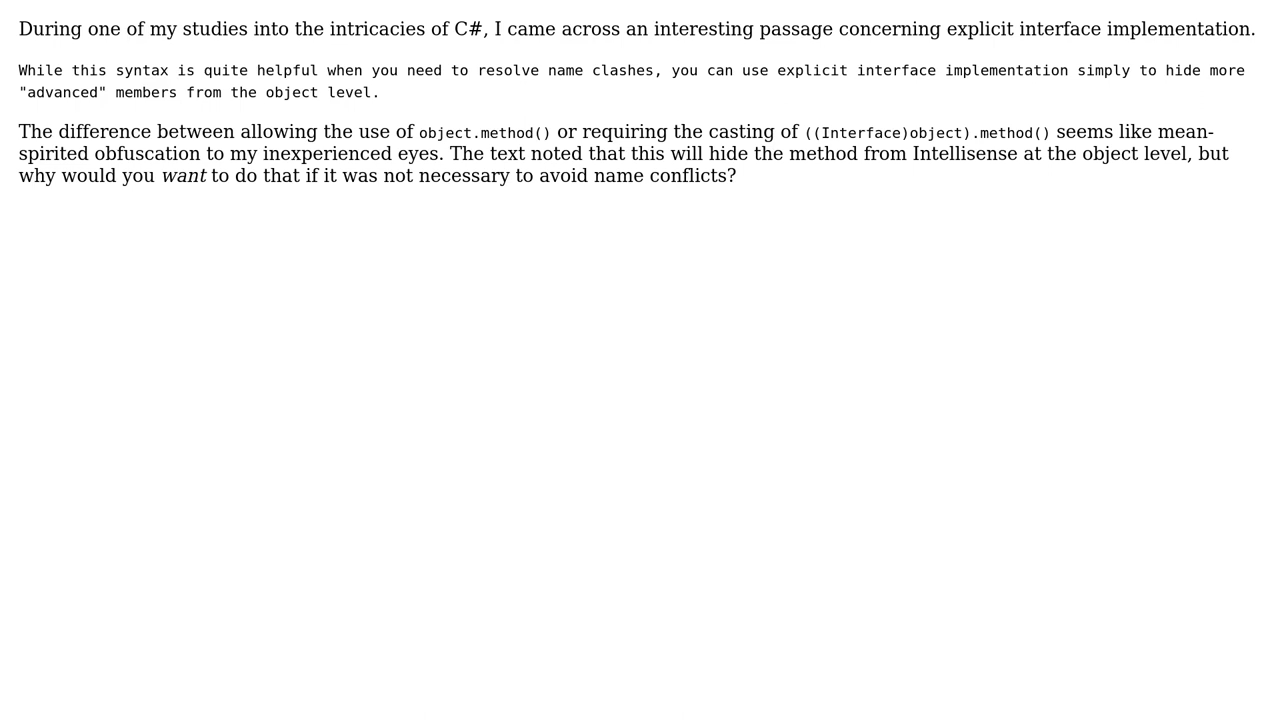 During one of my studies into the intricacies of C#, I came across an interesting passage concerning explicit interface implementation.
While this syntax is quite helpful when you need to resolve name clashes, you can use explicit interface implementation simply to hide more
"advanced" members from the object level.
The difference between allowing the use of object.method() or requiring the casting of ((Interface)object).method() seems like mean-
spirited obfuscation to my inexperienced eyes. The text noted that this will hide the method from Intellisense at the object level, but
why would you want to do that if it was not necessary to avoid name conflicts?